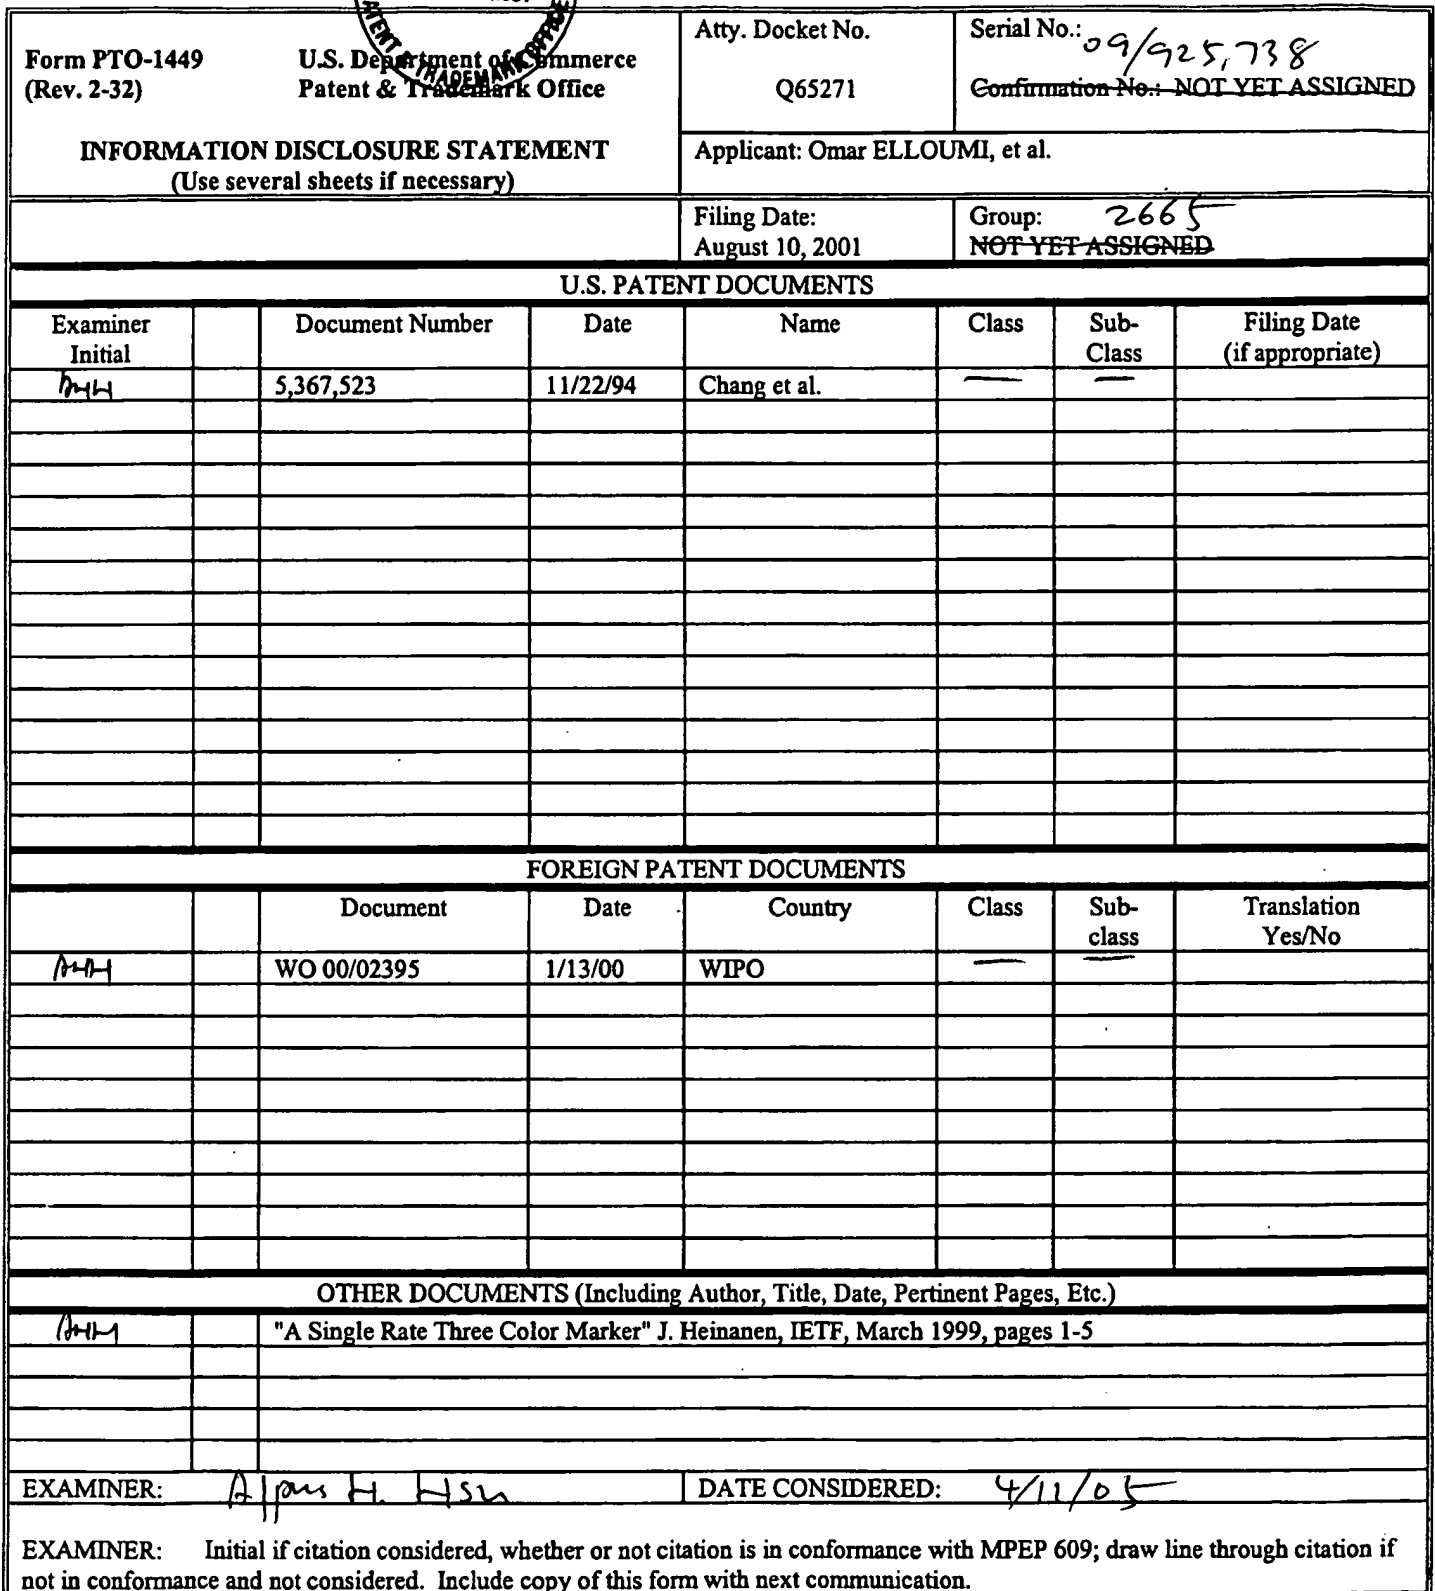 Form PTO-1449 U.S. Department of Commerce
(Rev. 2-32) Patent & Trademark Office
INFORMATION DISCLOSURE STATEMENT
(Use several sheets if necessary)
Atty. Docket No.
Q65271
Serial No.: 09/925,738
Confirmation No.: NOT YET ASSIGNED
Applicant: Omar ELLOUMI, et al.
Filing Date:
August 10, 2001
Group: 2665
NOT YET ASSIGNED
U.S. PATENT DOCUMENTS
Examiner Initial Document Number Date Name Class Sub-Class Filing Date (if appropriate)
AHH 5,367,523 11/22/94 Chang et al. — —
FOREIGN PATENT DOCUMENTS
Document Date Country Class Sub-class Translation Yes/No
AHH WO 00/02395 1/13/00 WIPO — —
OTHER DOCUMENTS (Including Author, Title, Date, Pertinent Pages, Etc.)
AHH "A Single Rate Three Color Marker" J. Heinanen, IETF, March 1999, pages 1-5
EXAMINER: Alpus H. Hsu DATE CONSIDERED: 4/11/05
EXAMINER: Initial if citation considered, whether or not citation is in conformance with MPEP 609; draw line through citation if
not in conformance and not considered. Include copy of this form with next communication.